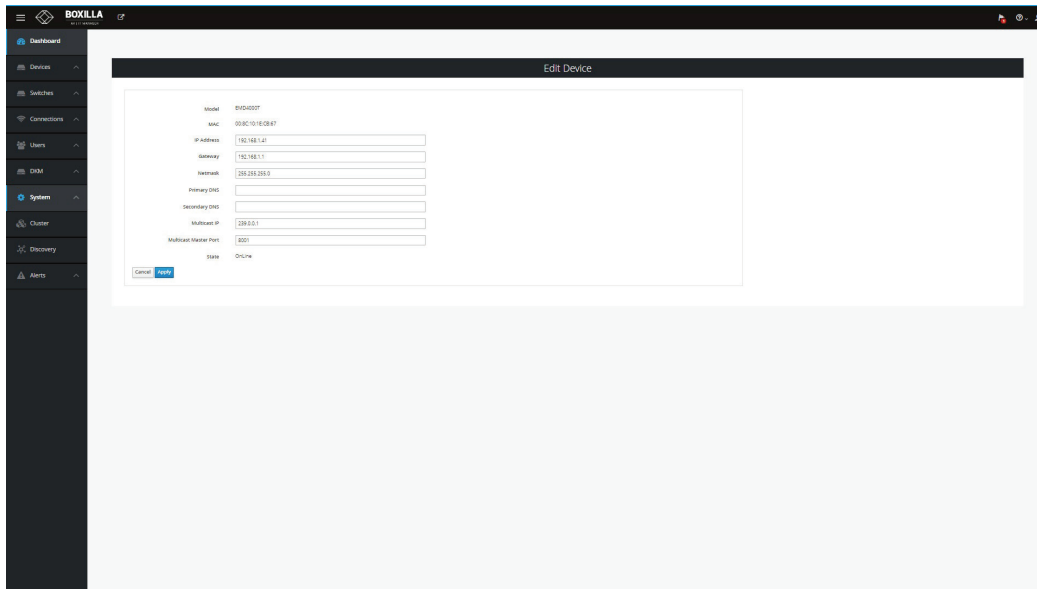 BOXILLA
Dashboard
Devices
Switches
Connections
Users
DKM
System
Cluster
Discovery
Alerts
Edit Device
Model EMD4000T
MAC 00:8C:10:1E:CB:67
IP Address 192.168.1.41
Gateway 192.168.1.1
Netmask 255.255.255.0
Primary DNS
Secondary DNS
Multicast IP 239.0.0.1
Multicast Master Port 8001
State OnLine
Cancel Apply